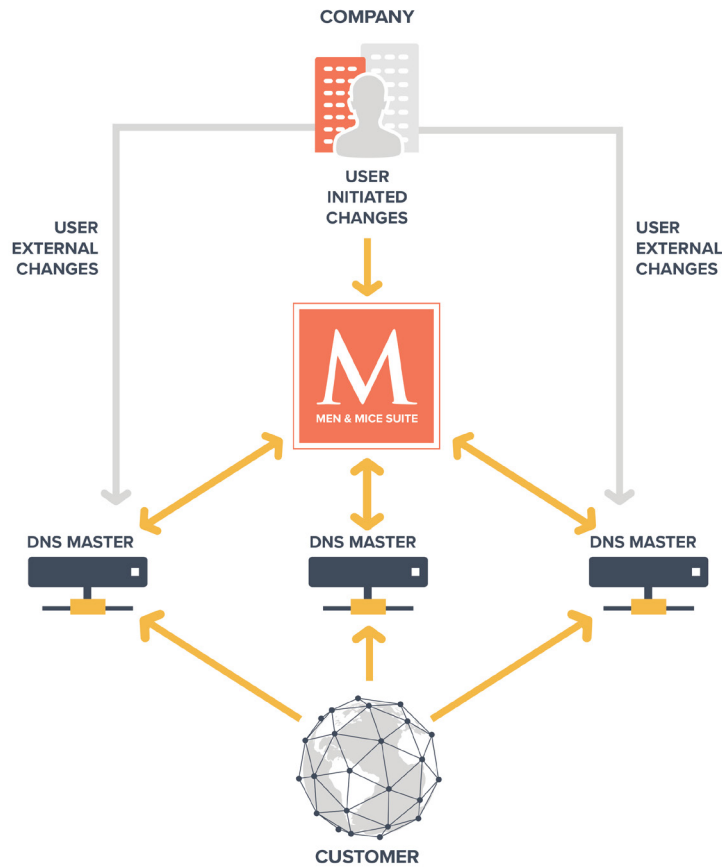 COMPANY
USER
INITIATED
CHANGES
USER
EXTERNAL
CHANGES
USER
EXTERNAL
CHANGES
M
MEN & MICE SUITE
DNS MASTER
DNS MASTER
DNS MASTER
CUSTOMER